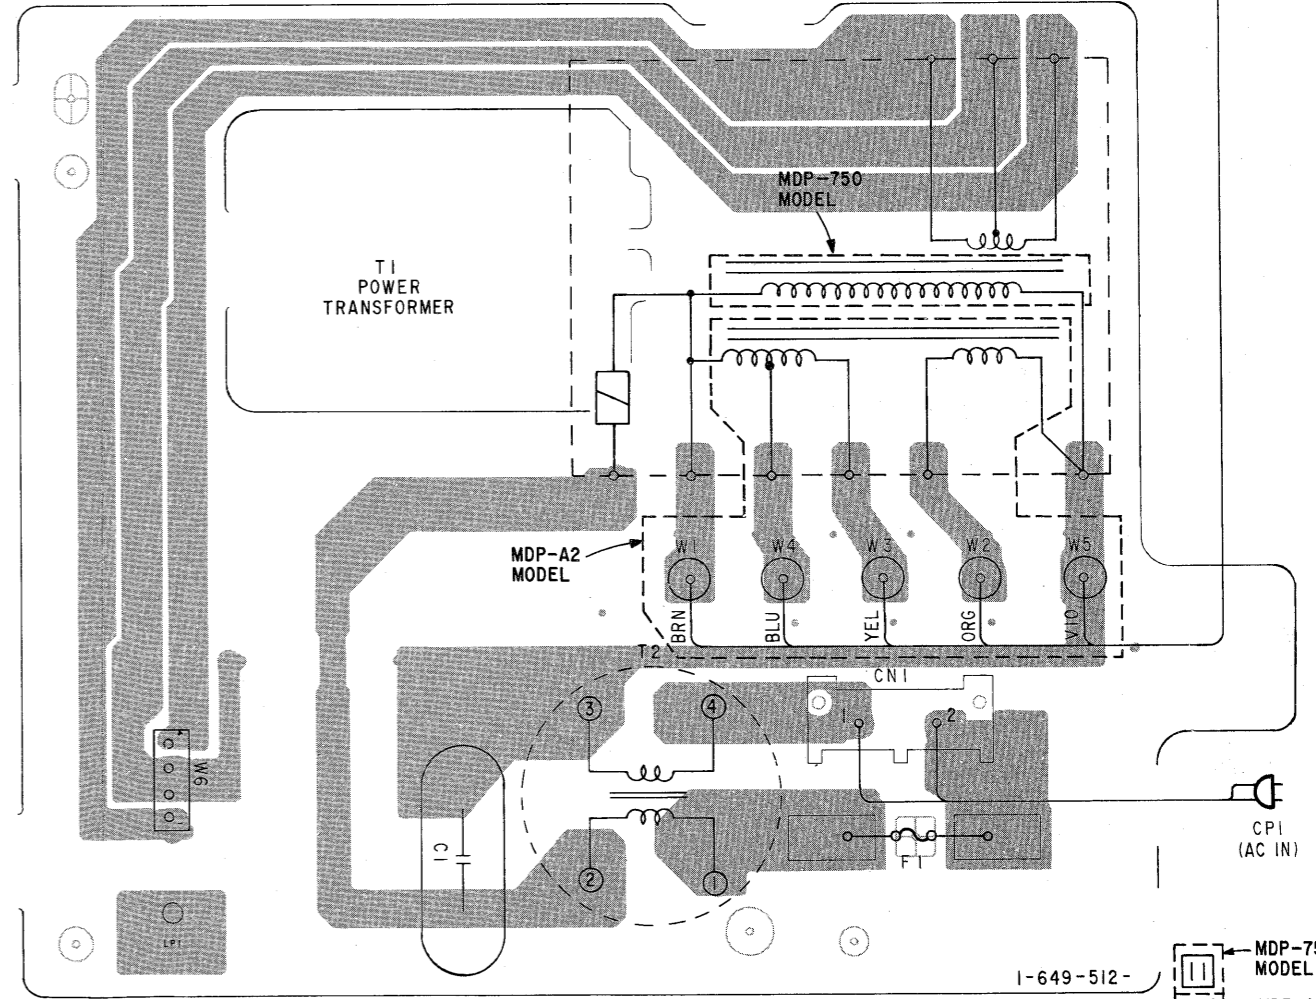 MDP-750
MODEL
T1
POWER
TRANSFORMER
MDP-A2
MODEL
W1
W4
W3
W2
W5
BRN
BLU
YEL
ORG
VIO
T2
CN1
3
4
1
2
W6
C1
2
1
F1
CP1
(AC IN)
LP1
1-649-512-
MDP-75
MODEL
11